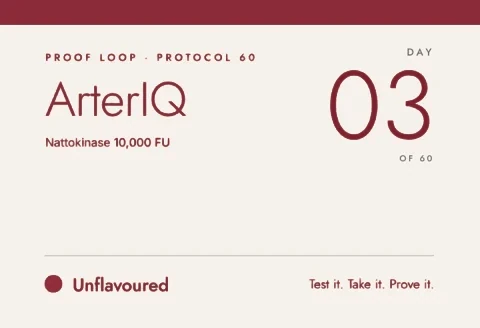 PROOF LOOP · PROTOCOL 60
ArterIQ
Nattokinase 10,000 FU
DAY
03
OF 60
Unflavoured
Test it. Take it. Prove it.